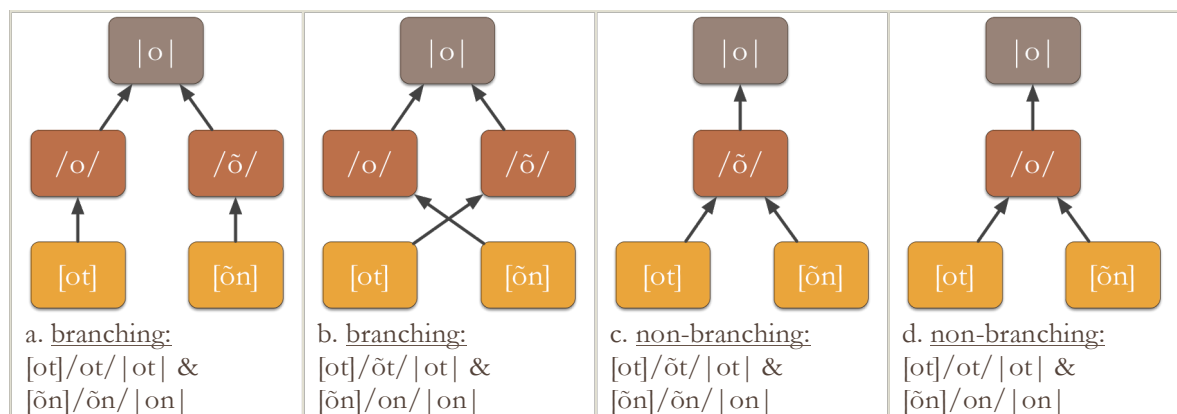 |o| |o| |o| |o|
/o/ /õ/ /o/ /õ/ /õ/ /o/
[ot] [õn] [ot] [õn] [ot] [õn] [ot] [õn]
a. branching:
[ot]/ot/|ot| &
[õn]/õn/|on|
b. branching:
[ot]/õt/|ot| &
[õn]/on/|on|
c. non-branching:
[ot]/õt/|ot| &
[õn]/õn/|on|
d. non-branching:
[ot]/ot/|ot| &
[õn]/on/|on|